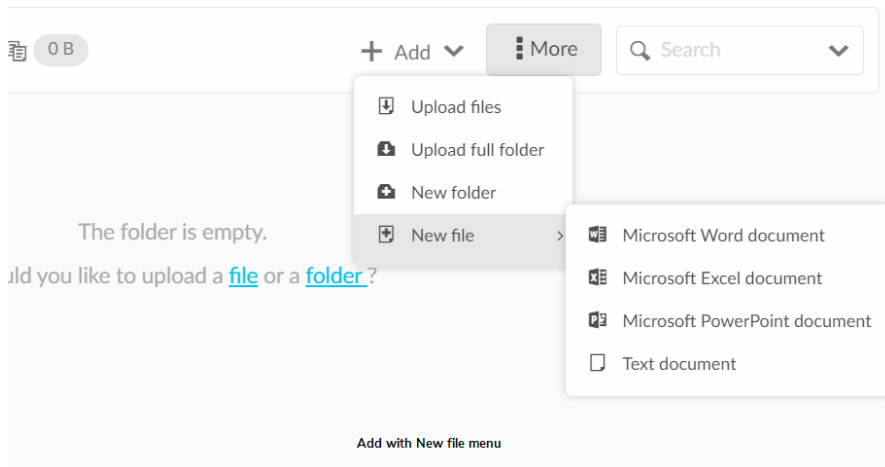 0 B
Add
More
Search
Upload files
Upload full folder
New folder
New file
Microsoft Word document
Microsoft Excel document
Microsoft PowerPoint document
Text document
The folder is empty.
you like to upload a file or a folder ?
Add with New file menu